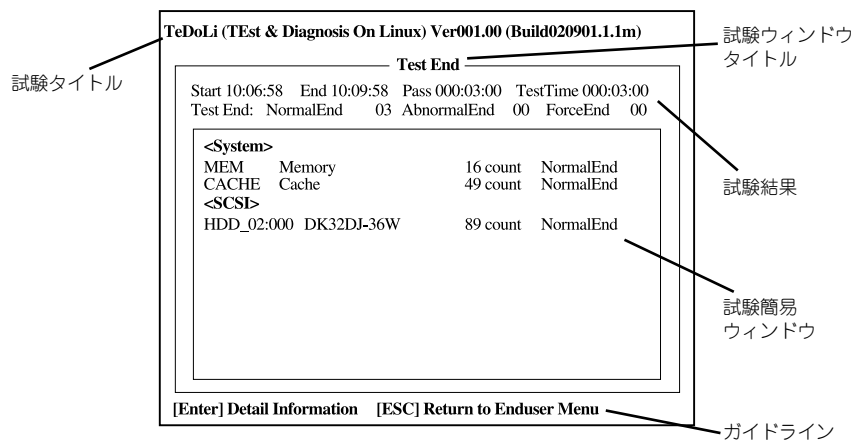 TeDoLi (TEst & Diagnosis On Linux) Ver001.00 (Build020901.1.1m)
試験ウィンドウ
タイトル
試験タイトル
Test End
Start 10:06:58 End 10:09:58 Pass 000:03:00 TestTime 000:03:00
Test End: NormalEnd 03 AbnormalEnd 00 ForceEnd 00
<System>
MEM Memory 16 count NormalEnd
CACHE Cache 49 count NormalEnd
<SCSI>
HDD_02:000 DK32DJ-36W 89 count NormalEnd
試験結果
試験簡易
ウィンドウ
[Enter] Detail Information [ESC] Return to Enduser Menu
ガイドライン